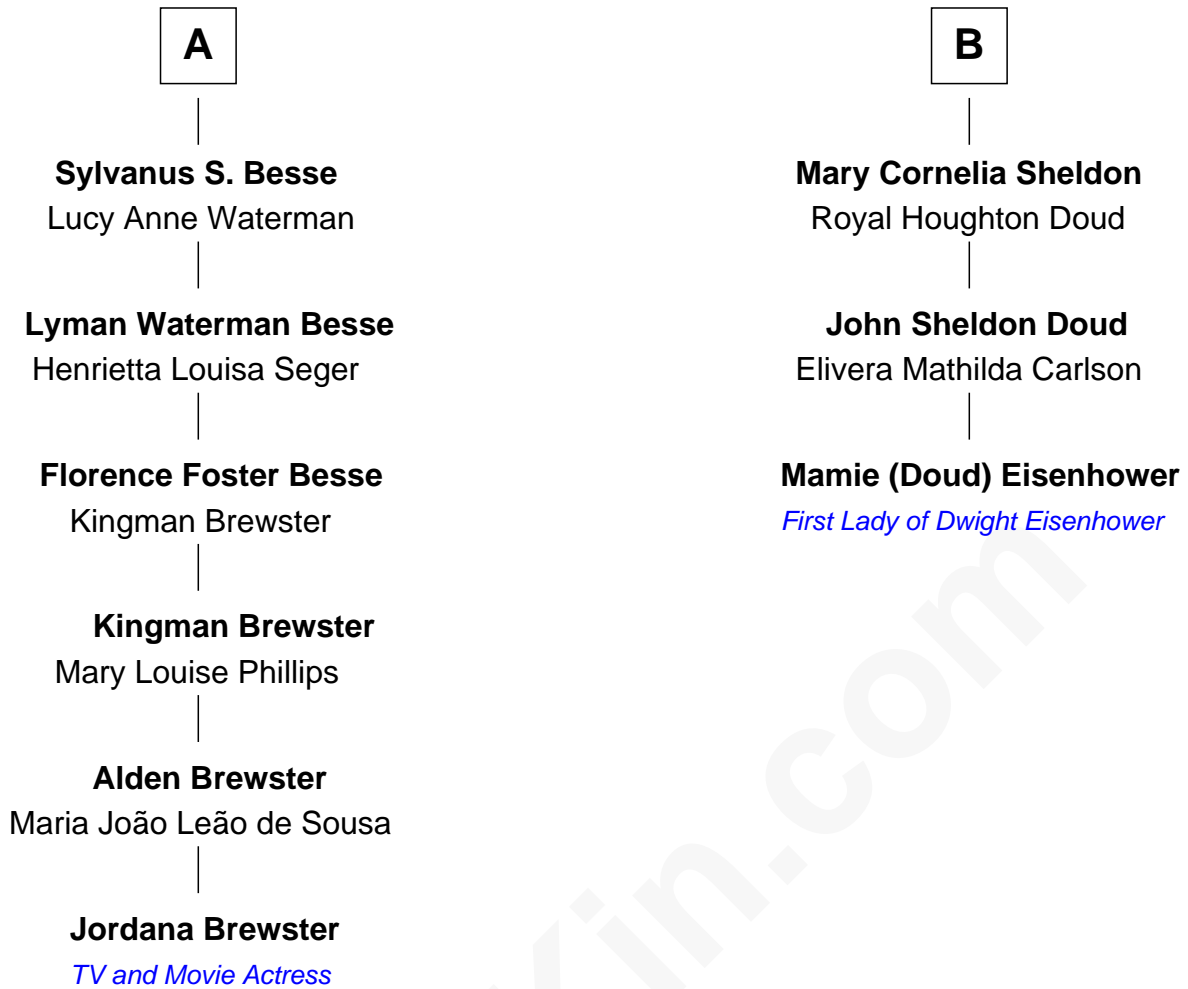 A
Sylvanus S. Besse
Lucy Anne Waterman
Lyman Waterman Besse
Henrietta Louisa Seger
Florence Foster Besse
Kingman Brewster
Kingman Brewster
Mary Louise Phillips
Alden Brewster
Maria João Leão de Sousa
Jordana Brewster
TV and Movie Actress
B
Mary Cornelia Sheldon
Royal Houghton Doud
John Sheldon Doud
Elivera Mathilda Carlson
Mamie (Doud) Eisenhower
First Lady of Dwight Eisenhower
Kin.com